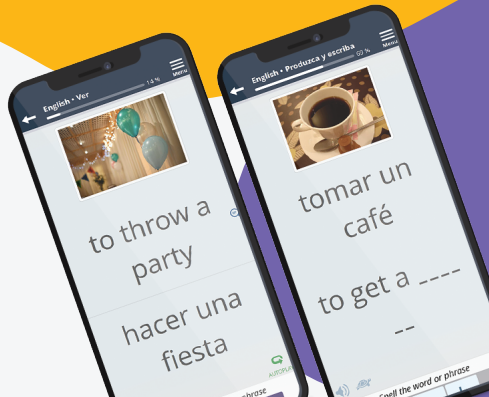 English • Ver
14 %
Menu
to throw a
party
hacer una
fiesta
AUTOPLAY
phrase
English • Produzca y escriba
60 %
Menu
tomar un
café
to get a ----
--
Spell the word or phrase